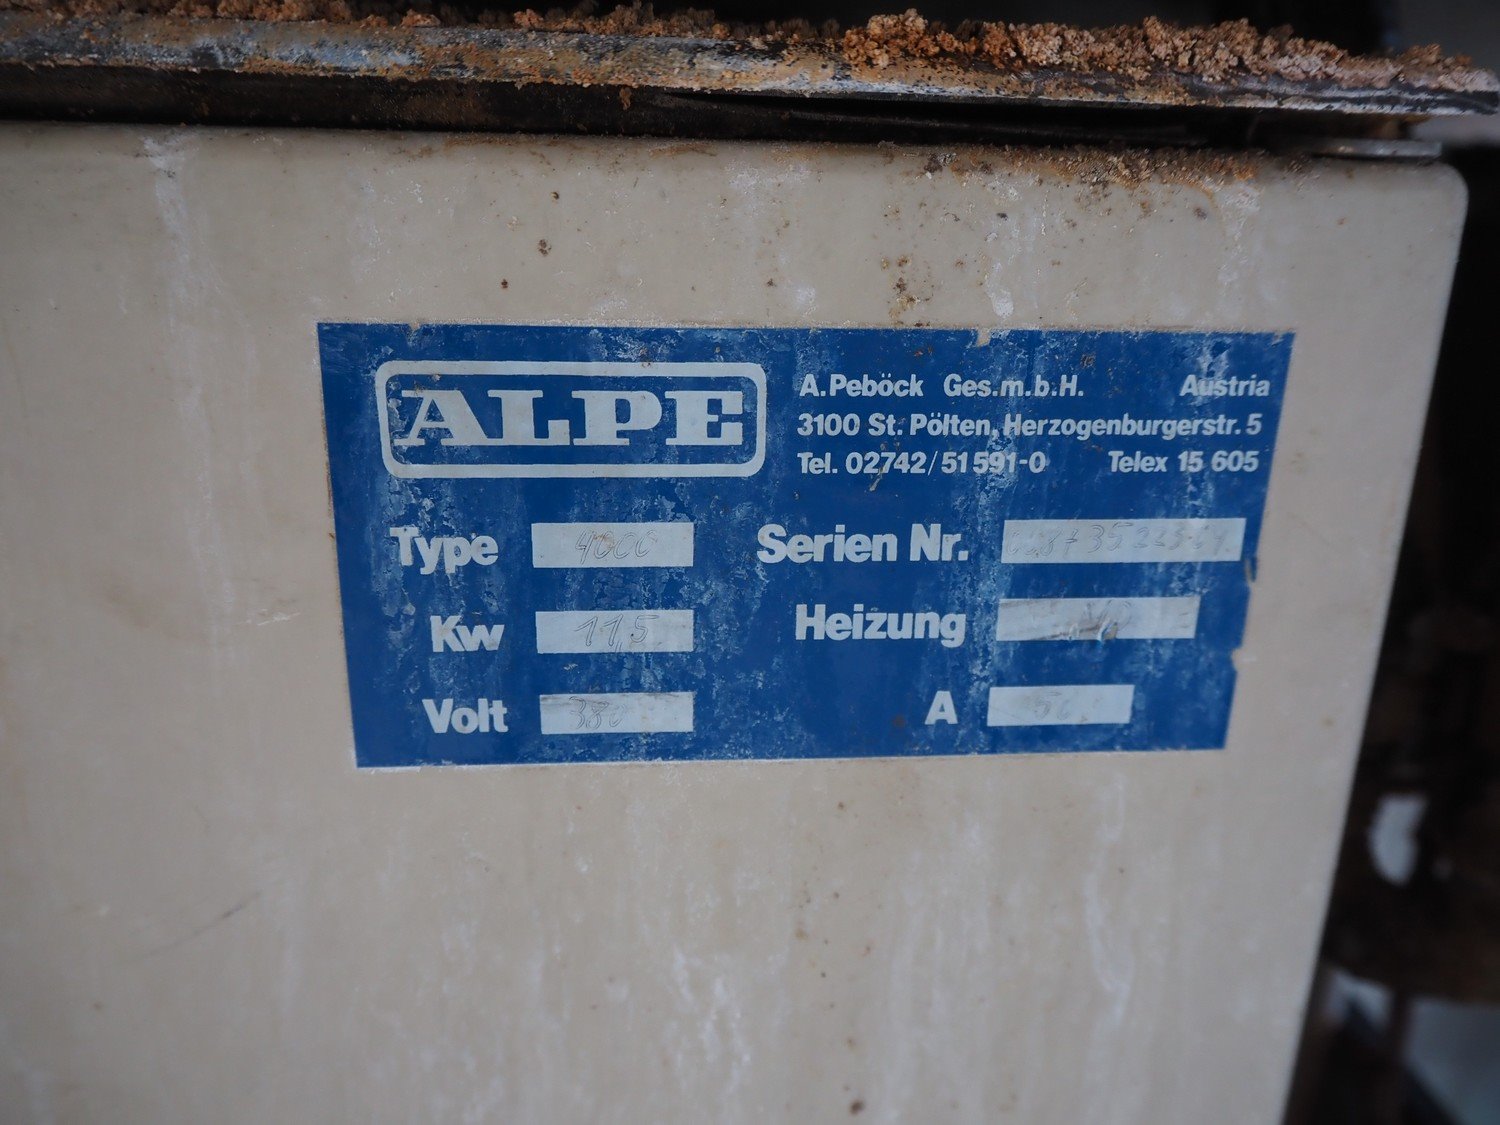 ALPE
A.Peböck Ges.m.b.H. Austria
3100 St. Pölten, Herzogenburgerstr. 5
Tel. 02742/51591-0 Telex 15 605
Type 4000 Serien Nr.
Kw 11,5 Heizung
Volt 380 A